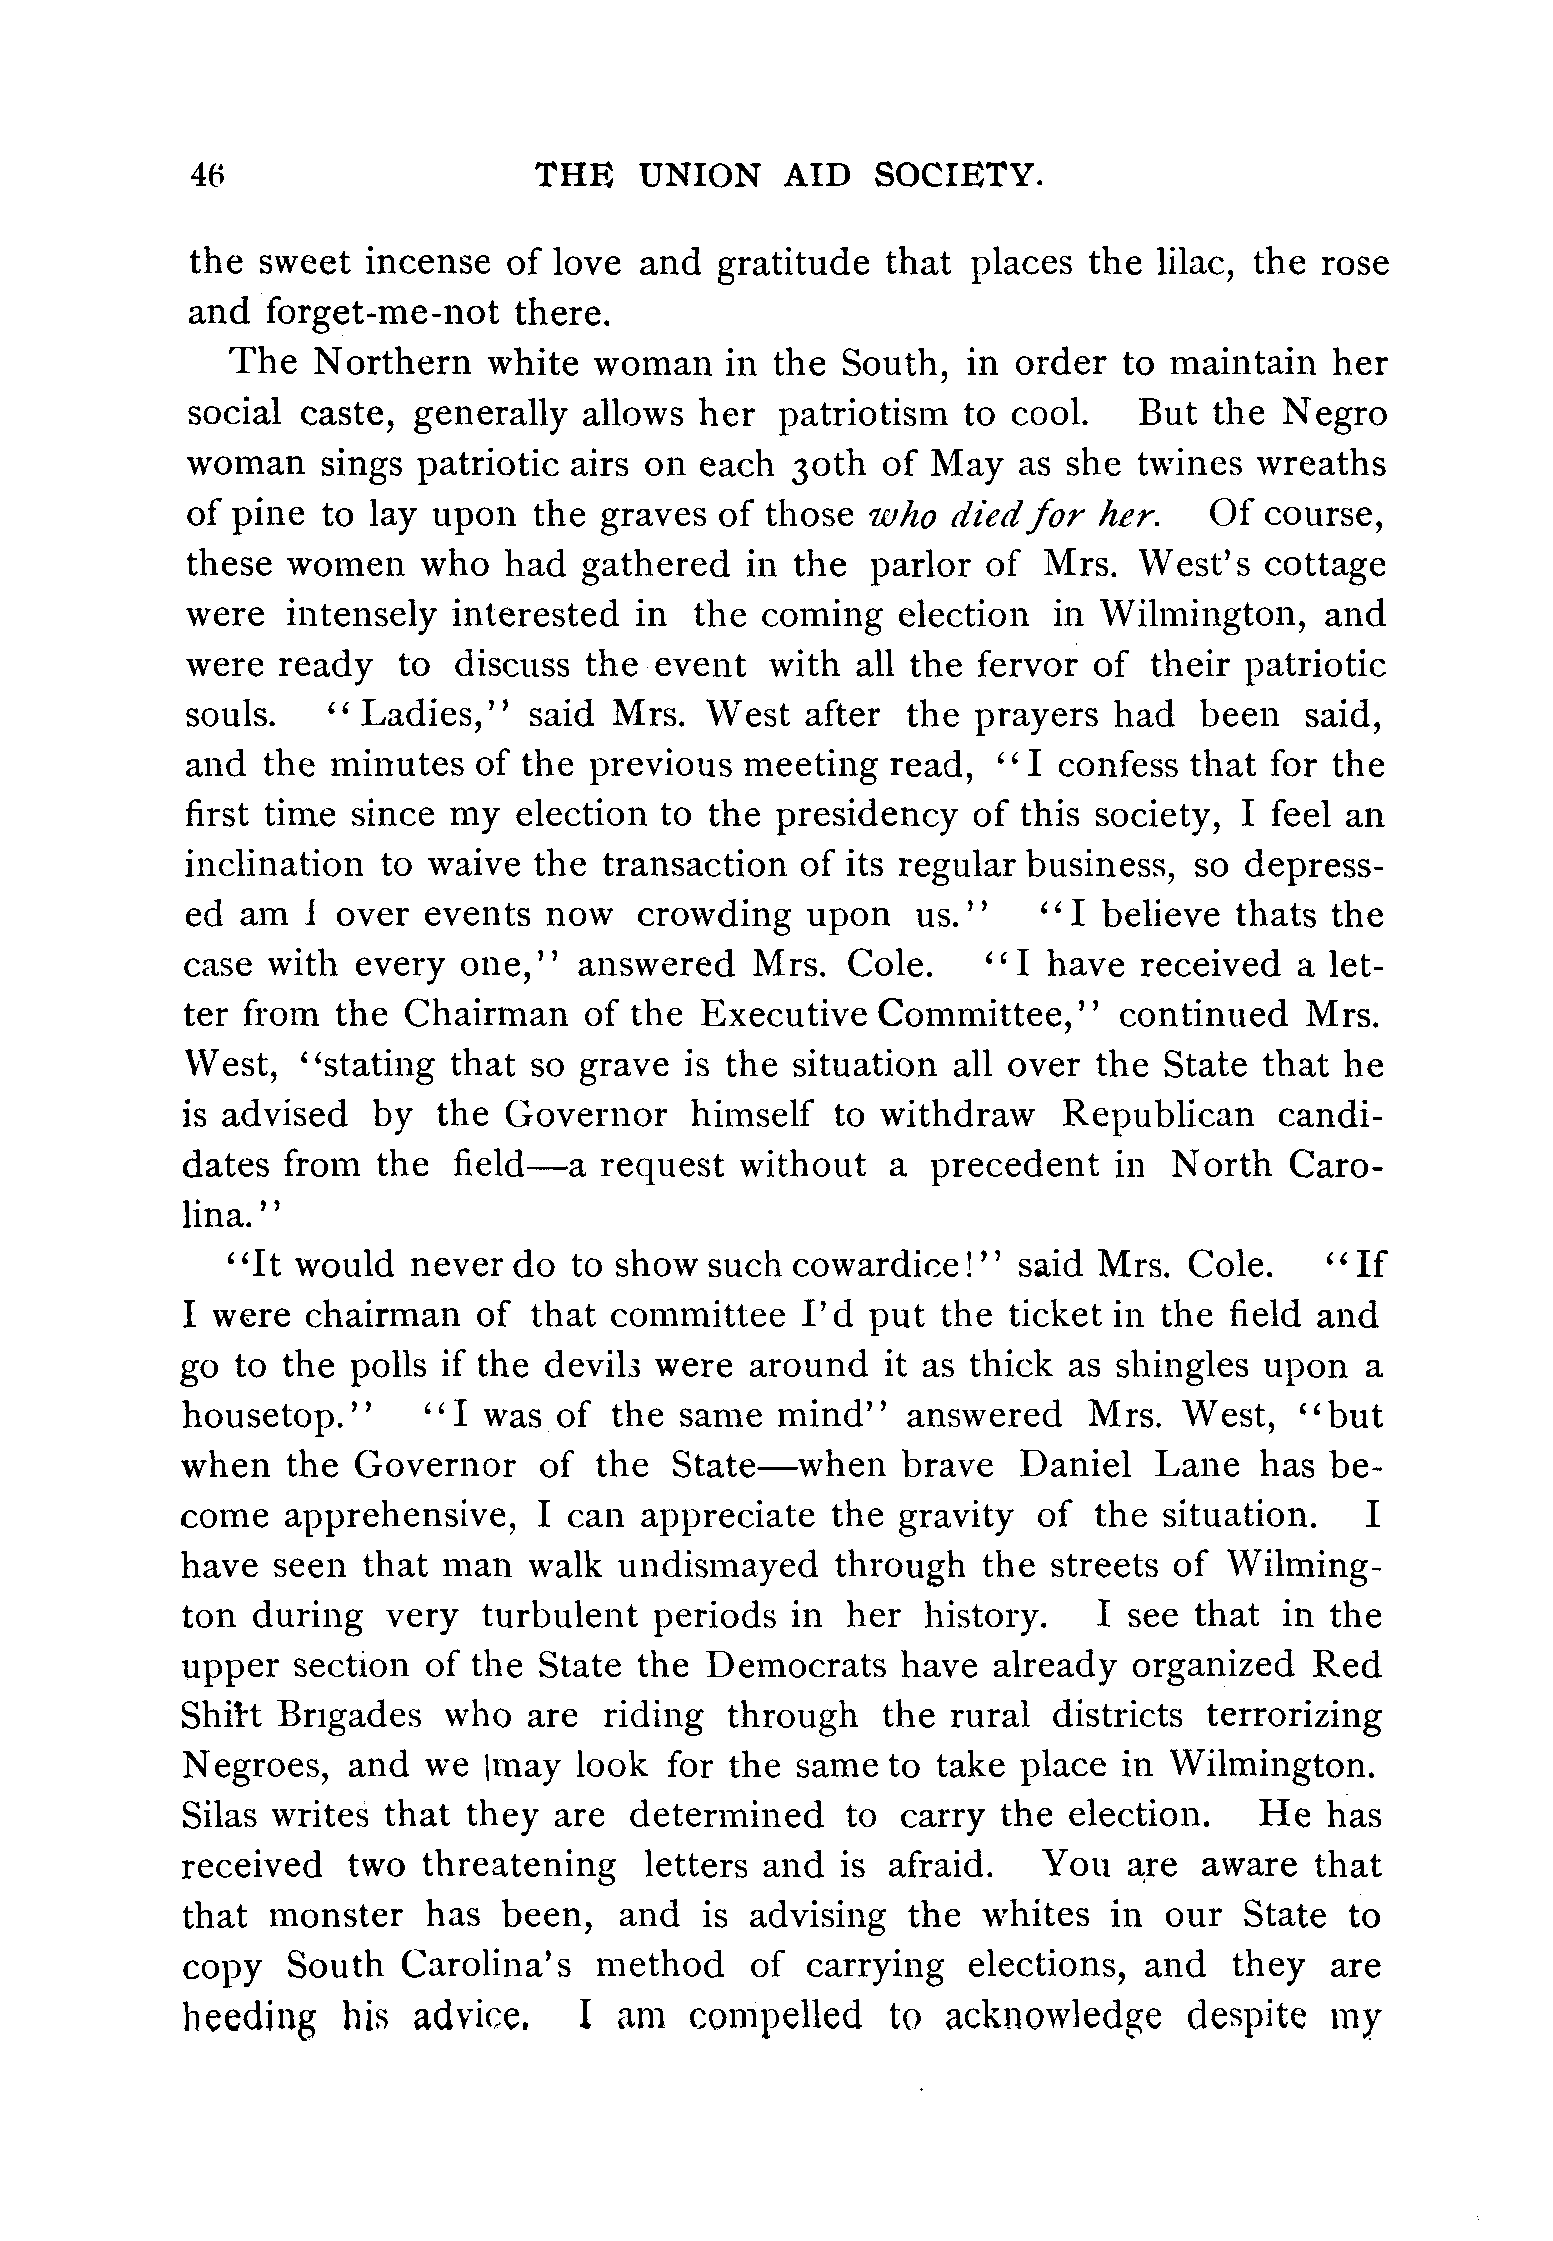 46 THE UNION AID SOCIETY.
the sweet incense of love and gratitude that places the lilac, the rose
and forget-me-not there.
The Northern white woman in the South, in order to maintain her
social caste, generally allows her patriotism to cool. But the Negro
woman sings patriotic airs on each 30th of May as she twines wreaths
of pine to lay upon the graves of those who died for her. Of course,
these women who had gathered in the parlor of Mrs. West's cottage
were intensely interested in the coming election in Wilmington, and
were ready to discuss the event with all the fervor of their patriotic
souls. "Ladies," said Mrs. West after the prayers had been said,
and the minutes of the previous meeting read, "I confess that for the
first time since my election to the presidency of this society, I feel an
inclination to waive the transaction of its regular business, so depress-
ed am I over events now crowding upon us." "I believe thats the
case with every one," answered Mrs. Cole. "I have received a let-
ter from the Chairman of the Executive Committee," continued Mrs.
West, "stating that so grave is the situation all over the State that he
is advised by the Governor himself to withdraw Republican candi-
dates from the field—a request without a precedent in North Caro-
lina."
"It would never do to show such cowardice!" said Mrs. Cole. "If
I were chairman of that committee I'd put the ticket in the field and
go to the polls if the devils were around it as thick as shingles upon a
housetop." "I was of the same mind" answered Mrs. West, "but
when the Governor of the State—when brave Daniel Lane has be-
come apprehensive, I can appreciate the gravity of the situation. I
have seen that man walk undismayed through the streets of Wilming-
ton during very turbulent periods in her history. I see that in the
upper section of the State the Democrats have already organized Red
Shirt Brigades who are riding through the rural districts terrorizing
Negroes, and we may look for the same to take place in Wilmington.
Silas writes that they are determined to carry the election. He has
received two threatening letters and is afraid. You are aware that
that monster has been, and is advising the whites in our State to
copy South Carolina's method of carrying elections, and they are
heeding his advice. I am compelled to acknowledge despite my